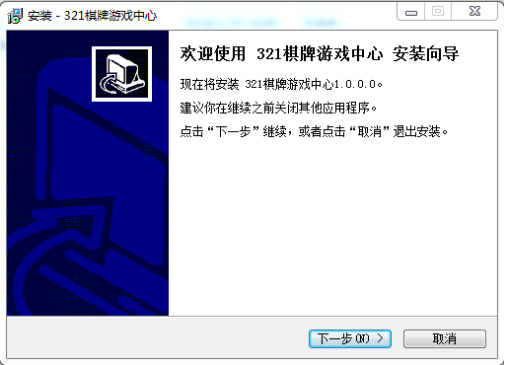 安装 - 321棋牌游戏中心
欢迎使用 321棋牌游戏中心 安装向导
现在将安装 321棋牌游戏中心1.0.0.0。
建议你在继续之前关闭其他应用程序。
点击“下一步”继续，或者点击“取消”退出安装。
下一步(N) >
取消